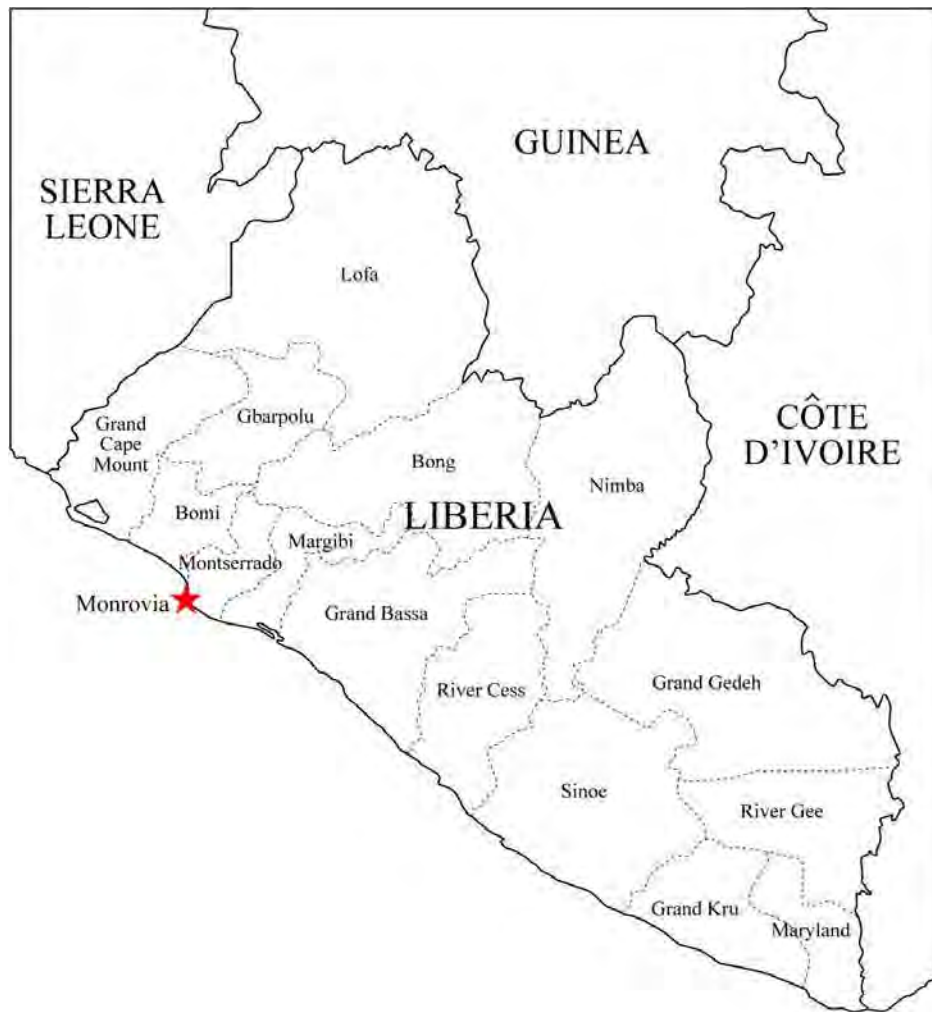 GUINEA
SIERRA
LEONE
Lofa
Gbarpolu
Grand
Cape
Mount
CÔTE
D'IVOIRE
Bong
Nimba
Bomi
LIBERIA
Margibi
Montserrado
Monrovia
Grand Bassa
River Cess
Grand Gedeh
Sinoe
River Gee
Grand Kru
Maryland